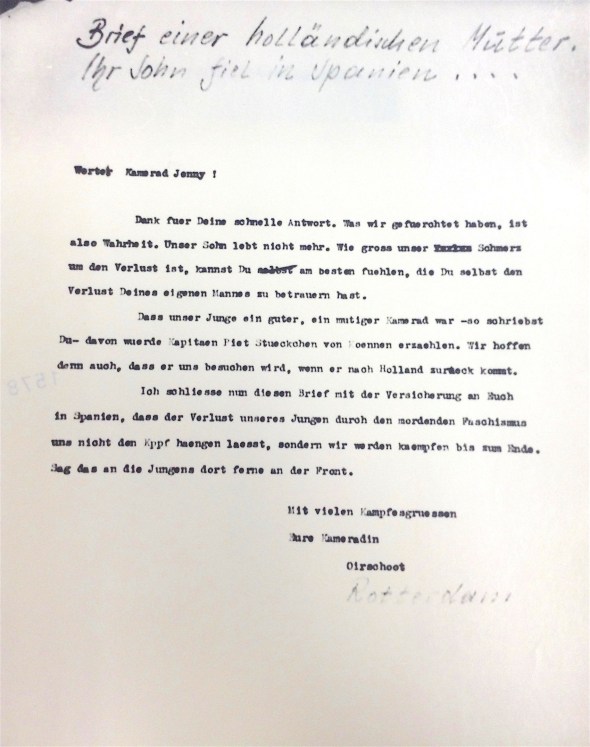 Brief einer holländischen Mutter.
Ihr Sohn fiel in Spanien . . . .
Werter Kamerad Jenny !
Dank fuer Deine schnelle Antwort. Was wir gefuerchtet haben, ist
also Wahrheit. Unser Sohn lebt nicht mehr. Wie gross unser Schmerz
um den Verlust ist, kannst Du selbst am besten fuehlen, die Du selbst den
Verlust Deines eigenen Mannes zu betrauern hast.
Dass unser Junge ein guter, ein mutiger Kamerad war -so schriebst
Du- davon wuerde Kapitaen Piet Stueckchen von koennen erzaehlen. Wir hoffen
denn auch, dass er uns besuchen wird, wenn er nach Holland zurueck kommt.
Ich schliesse nun diesen Brief mit der Versicherung an Euch
in Spanien, dass der Verlust unseres Jungen durch den mordenden Faschismus
uns nicht den Kppf haengen laesst, sondern wir werden kaempfen bis zum Ende.
Sag das an die Jungens dort ferne an der Front.
Mit vielen Kampfesgruessen
Eure Kameradin
Oirschoot
Rotterdam